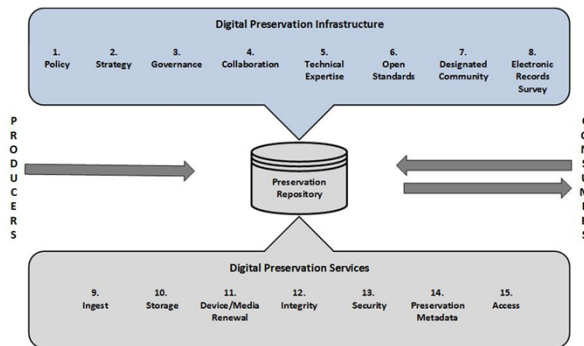 Digital Preservation Infrastructure
1. 2. 3. 4. 5. 6. 7. 8.
Policy Strategy Governance Collaboration Technical Open Designated Electronic
Expertise Standards Community Records
Survey
PRODUCERS
Preservation
Repository
CONSUMERS
Digital Preservation Services
9. 10. 11. 12. 13. 14. 15.
Ingest Storage Device/Media Integrity Security Preservation Access
Renewal Metadata